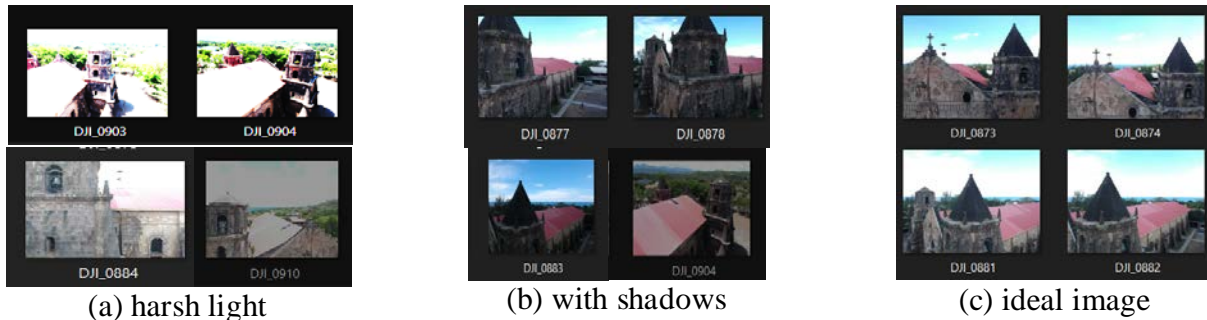 DJI_0903
DJI_0904
DJI_0884
DJI_0910
(a) harsh light
DJI_0877
DJI_0878
DJI_0883
DJI_0904
(b) with shadows
DJI_0873
DJI_0874
DJI_0881
DJI_0882
(c) ideal image